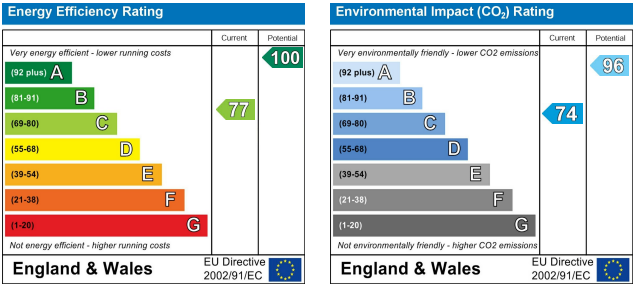 Energy Efficiency Rating
Current Potential
Very energy efficient - lower running costs
(92 plus) A
(81-91) B
(69-80) C
(55-68) D
(39-54) E
(21-38) F
(1-20) G
77
100
Not energy efficient - higher running costs
England & Wales
EU Directive
2002/91/EC
Environmental Impact (CO₂) Rating
Current Potential
Very environmentally friendly - lower CO2 emissions
(92 plus) A
(81-91) B
(69-80) C
(55-68) D
(39-54) E
(21-38) F
(1-20) G
74
96
Not environmentally friendly - higher CO2 emissions
England & Wales
EU Directive
2002/91/EC